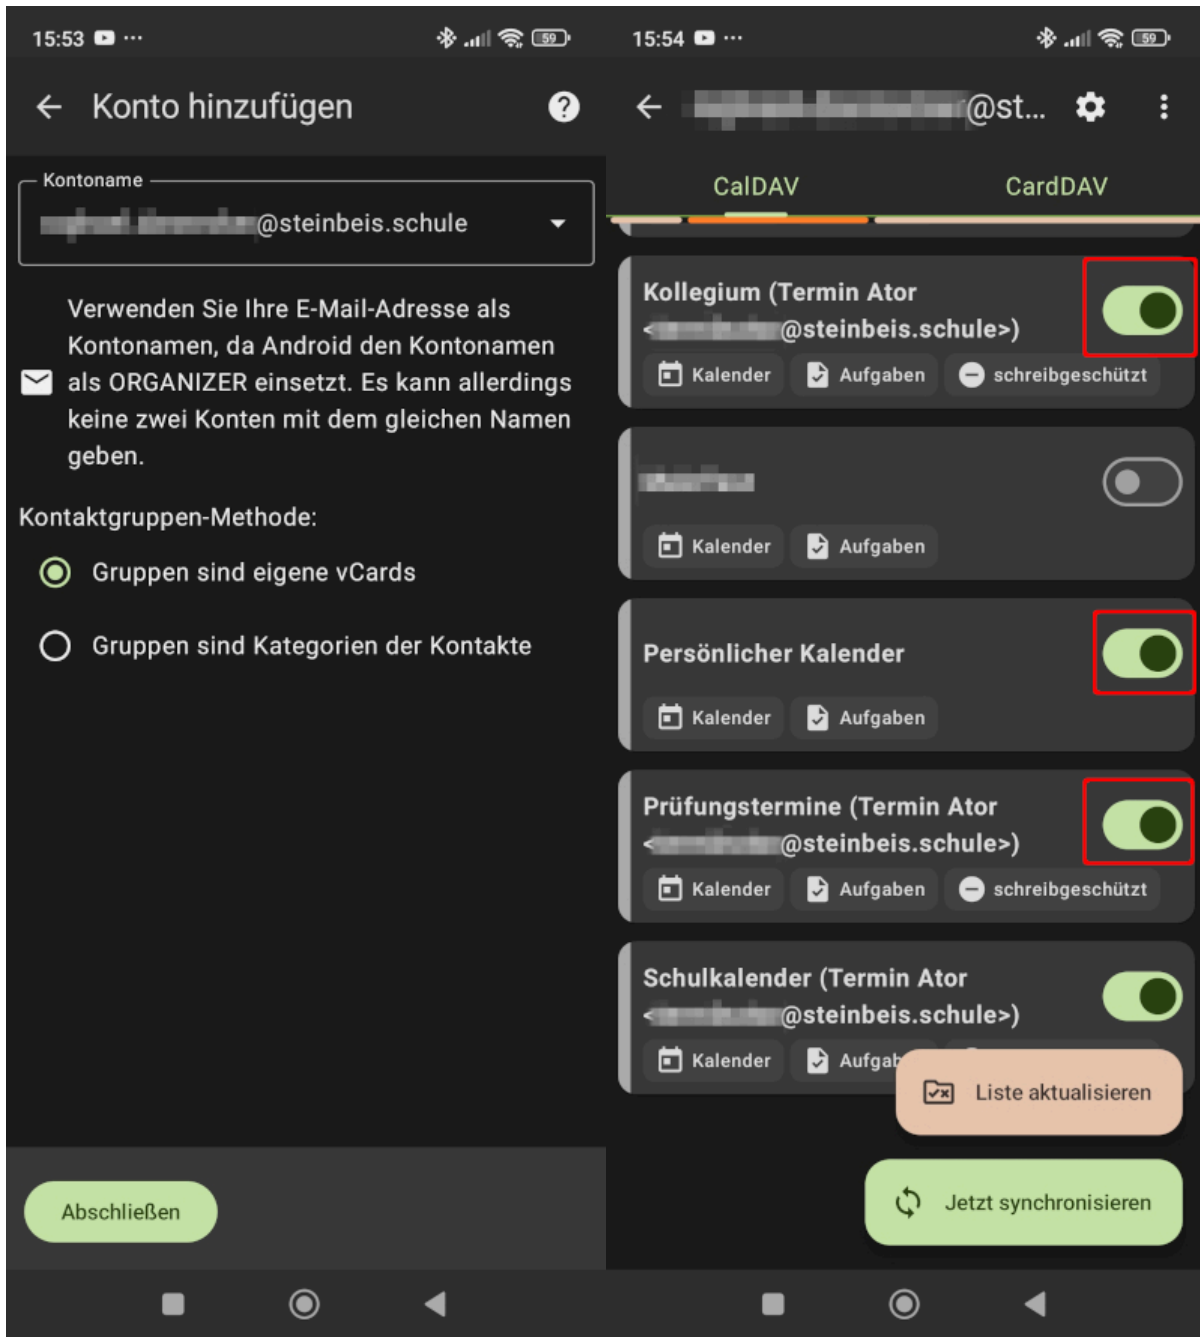 15:53
59
Konto hinzufügen
?
Kontoname
@steinbeis.schule
Verwenden Sie Ihre E-Mail-Adresse als
Kontonamen, da Android den Kontonamen
als ORGANIZER einsetzt. Es kann allerdings
keine zwei Konten mit dem gleichen Namen
geben.
Kontaktgruppen-Methode:
Gruppen sind eigene vCards
Gruppen sind Kategorien der Kontakte
Abschließen
15:54
59
@st...
CalDAV CardDAV
Kollegium (Termin Ator
< @steinbeis.schule>)
Kalender Aufgaben schreibgeschützt
Kalender Aufgaben
Persönlicher Kalender
Kalender Aufgaben
Prüfungstermine (Termin Ator
< @steinbeis.schule>)
Kalender Aufgaben schreibgeschützt
Schulkalender (Termin Ator
< @steinbeis.schule>)
Kalender Aufgab
Liste aktualisieren
Jetzt synchronisieren